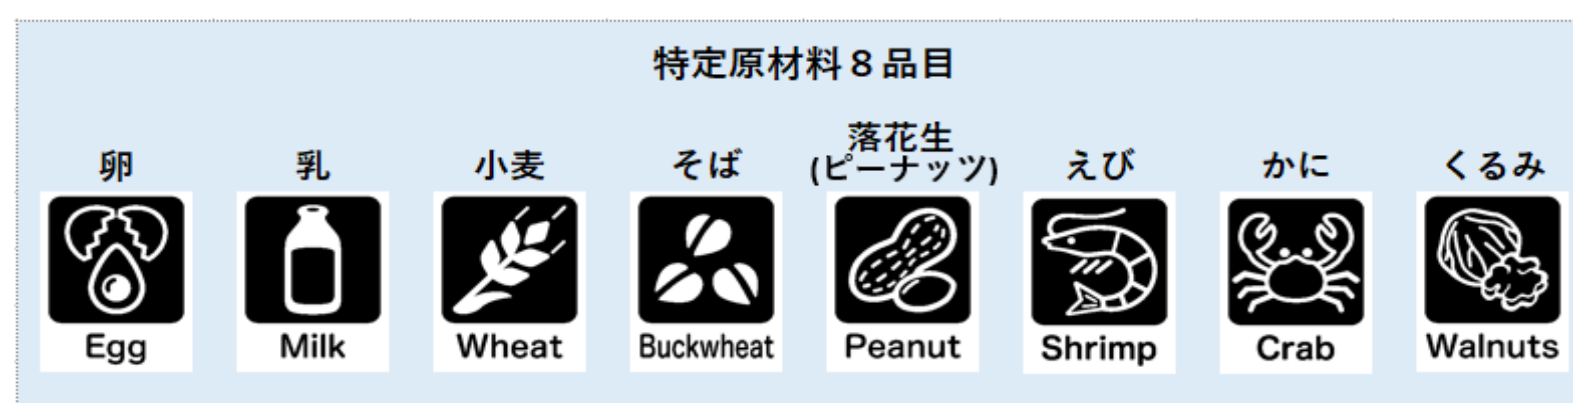 特定原材料８品目
卵
乳
小麦
そば
落花生
(ピーナッツ)
えび
かに
くるみ
Egg
Milk
Wheat
Buckwheat
Peanut
Shrimp
Crab
Walnuts